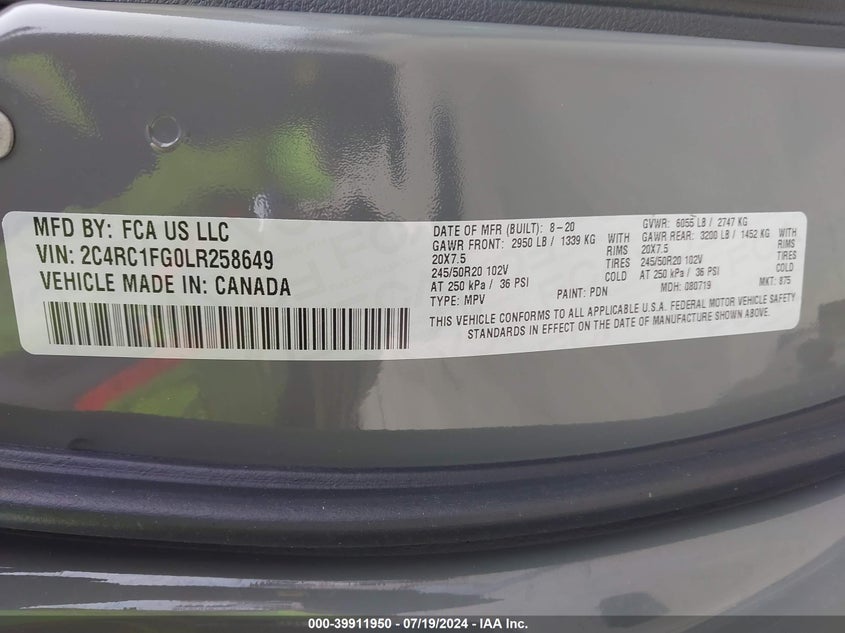 MFD BY: FCA US LLC
VIN: 2C4RC1FG0LR258649
VEHICLE MADE IN: CANADA
DATE OF MFR (BUILT): 8-20
GVWR: 6055 LB / 2747 KG
GAWR FRONT: 2950 LB / 1339 KG
GAWR REAR: 3200 LB / 1452 KG
20X7.5 RIMS
20X7.5 RIMS
245/50R20 102V TIRES
245/50R20 102V TIRES
AT 250 kPa / 36 PSI COLD
AT 250 kPa / 36 PSI COLD
TYPE: MPV PAINT: PDN MDH: 080719 MKT: 875
THIS VEHICLE CONFORMS TO ALL APPLICABLE U.S.A. FEDERAL MOTOR VEHICLE SAFETY
STANDARDS IN EFFECT ON THE DATE OF MANUFACTURE SHOWN ABOVE.
000-39911950 - 07/19/2024 - IAA Inc.